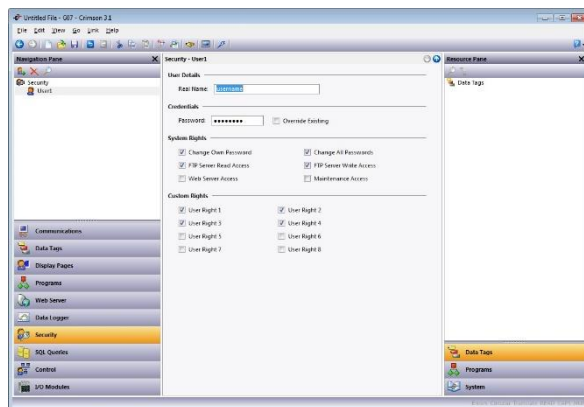 Untitled File - G07 - Crimson 3.1
File Edit View Go Link Help
Navigation Pane
Security - User1
Resource Pane
Security
User1
Data Tags
User Details
Real Name: username
Credentials
Password:
Override Existing
System Rights
Change Own Password
Change All Passwords
FTP Server Read Access
FTP Server Write Access
Web Server Access
Maintenance Access
Custom Rights
User Right 1
User Right 2
User Right 3
User Right 4
User Right 5
User Right 6
User Right 7
User Right 8
Communications
Data Tags
Display Pages
Programs
Web Server
Data Logger
Security
SQL Queries
Control
I/O Modules
Data Tags
Programs
System